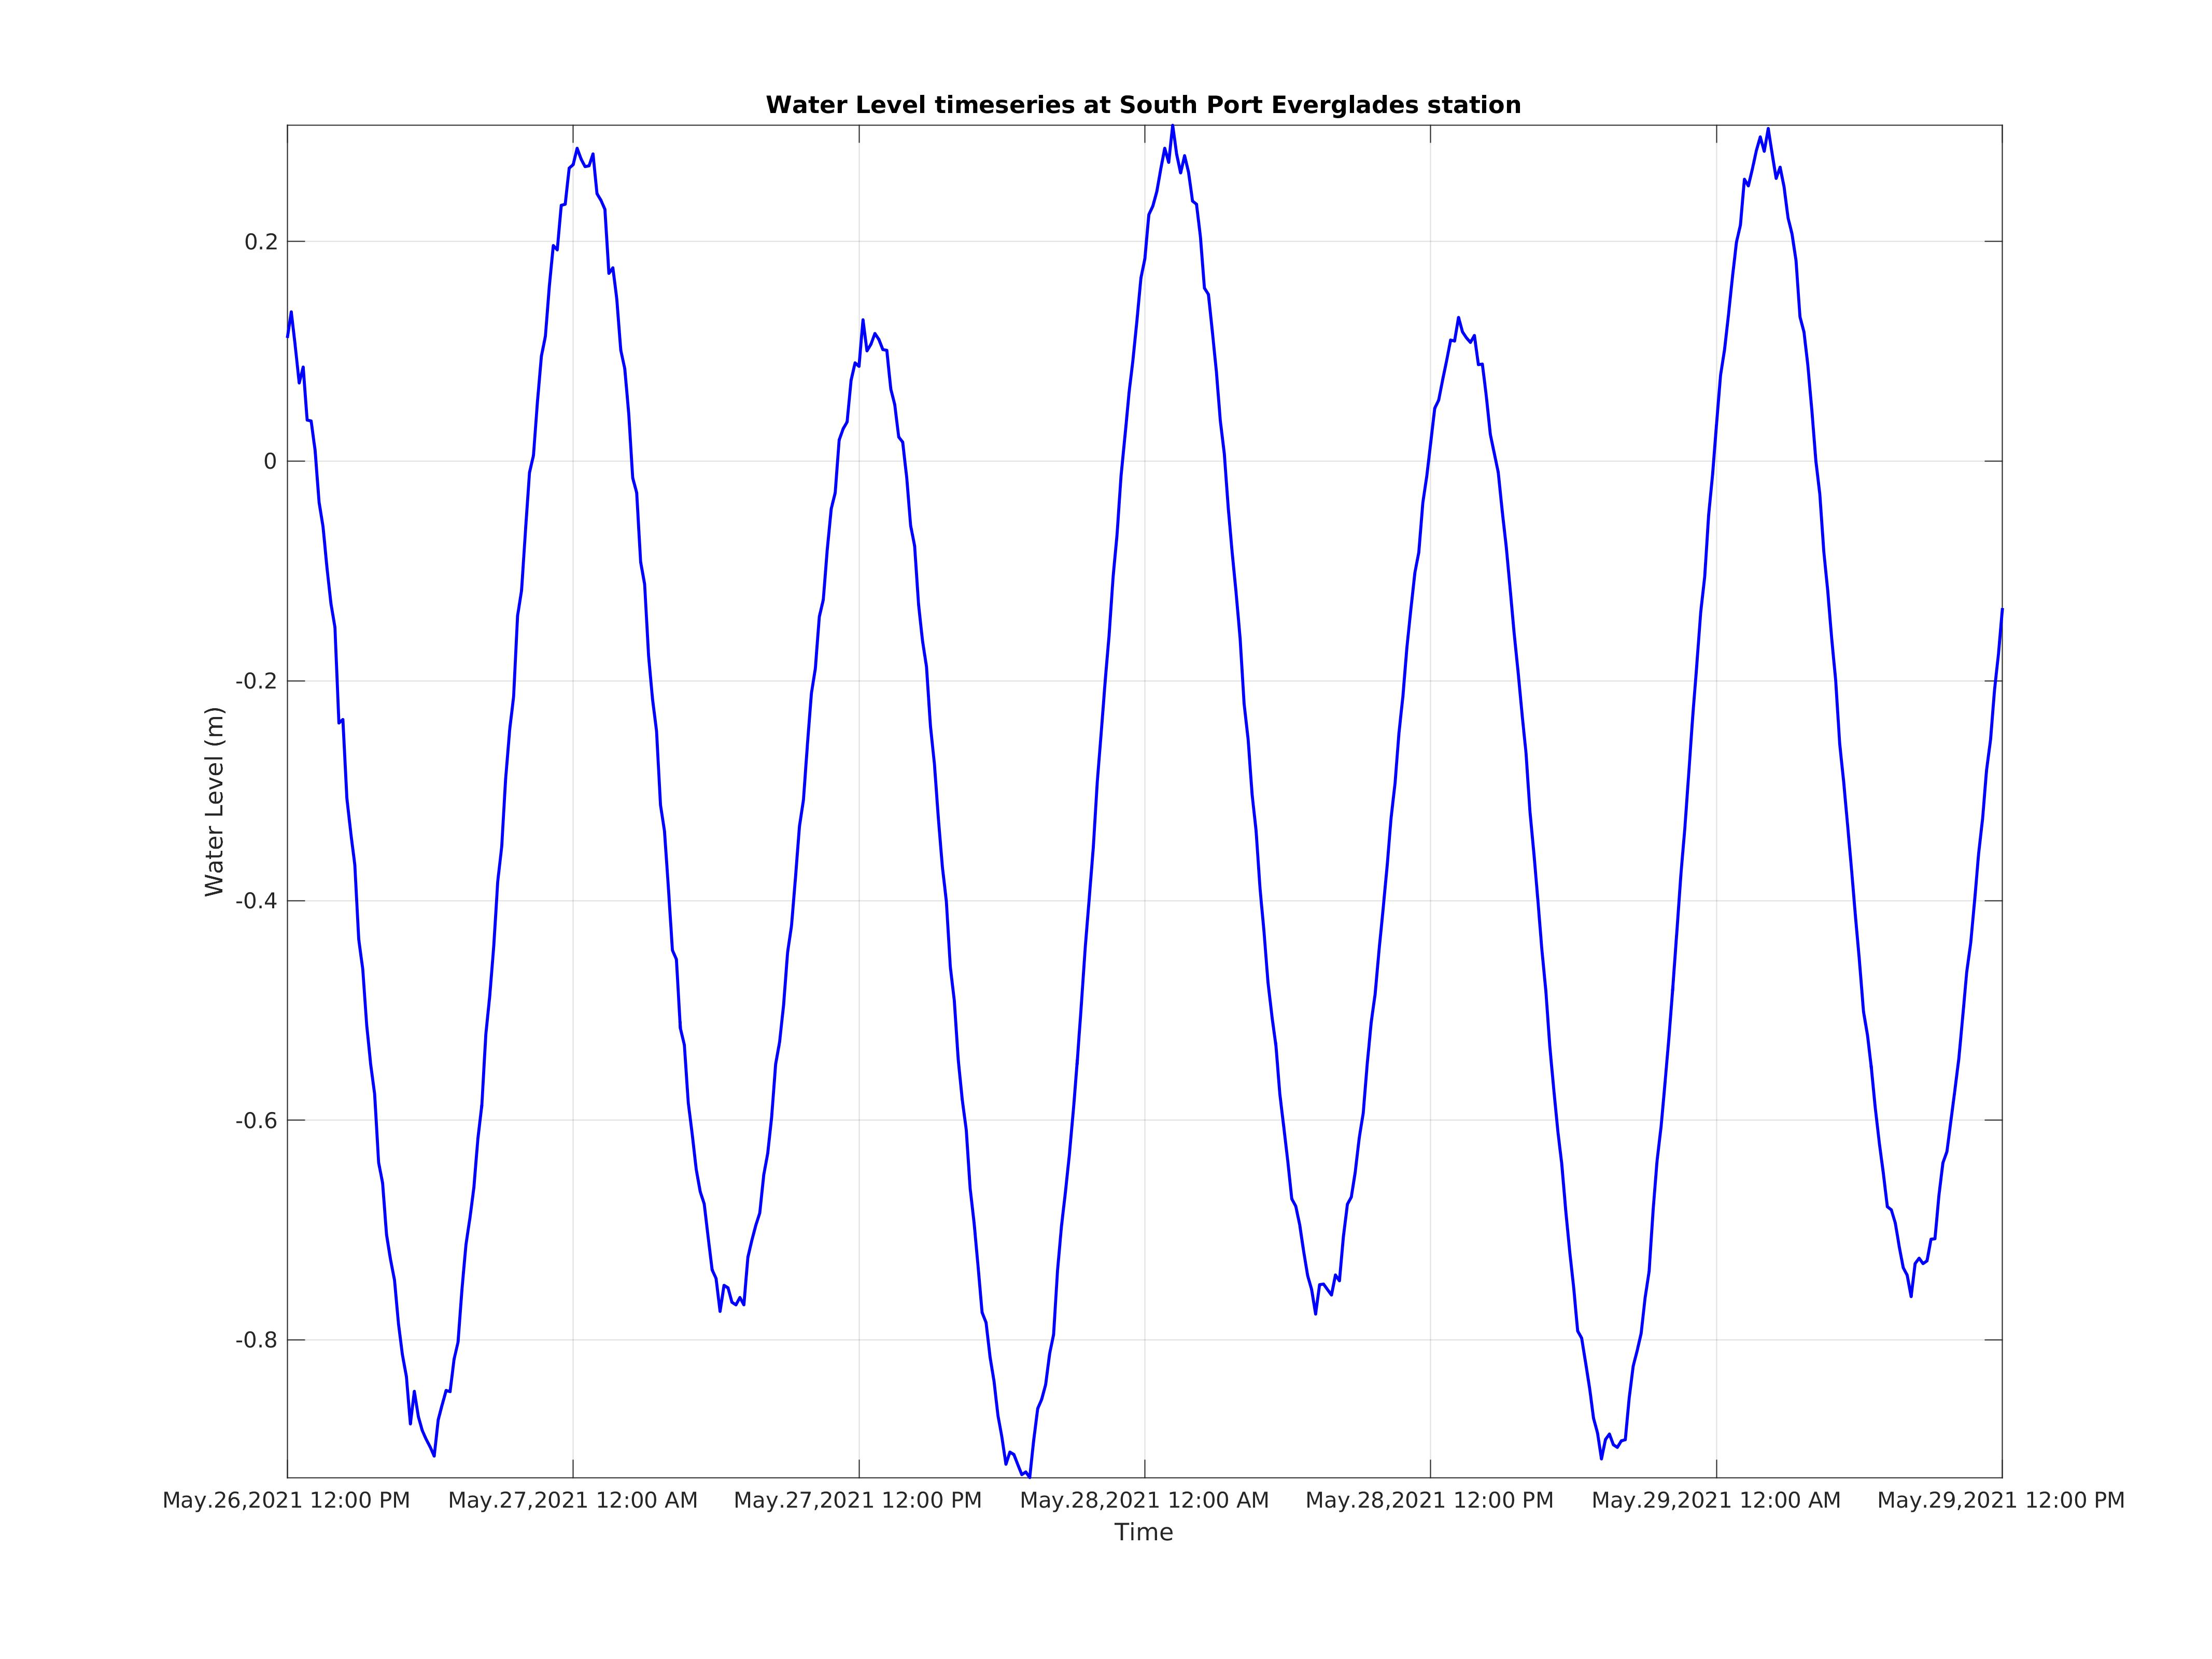 Water Level timeseries at South Port Everglades station
0.2
0
-0.2
-0.4
-0.6
-0.8
Water Level (m)
May.26,2021 12:00 PM May.27,2021 12:00 AM May.27,2021 12:00 PM May.28,2021 12:00 AM May.28,2021 12:00 PM May.29,2021 12:00 AM May.29,2021 12:00 PM
Time